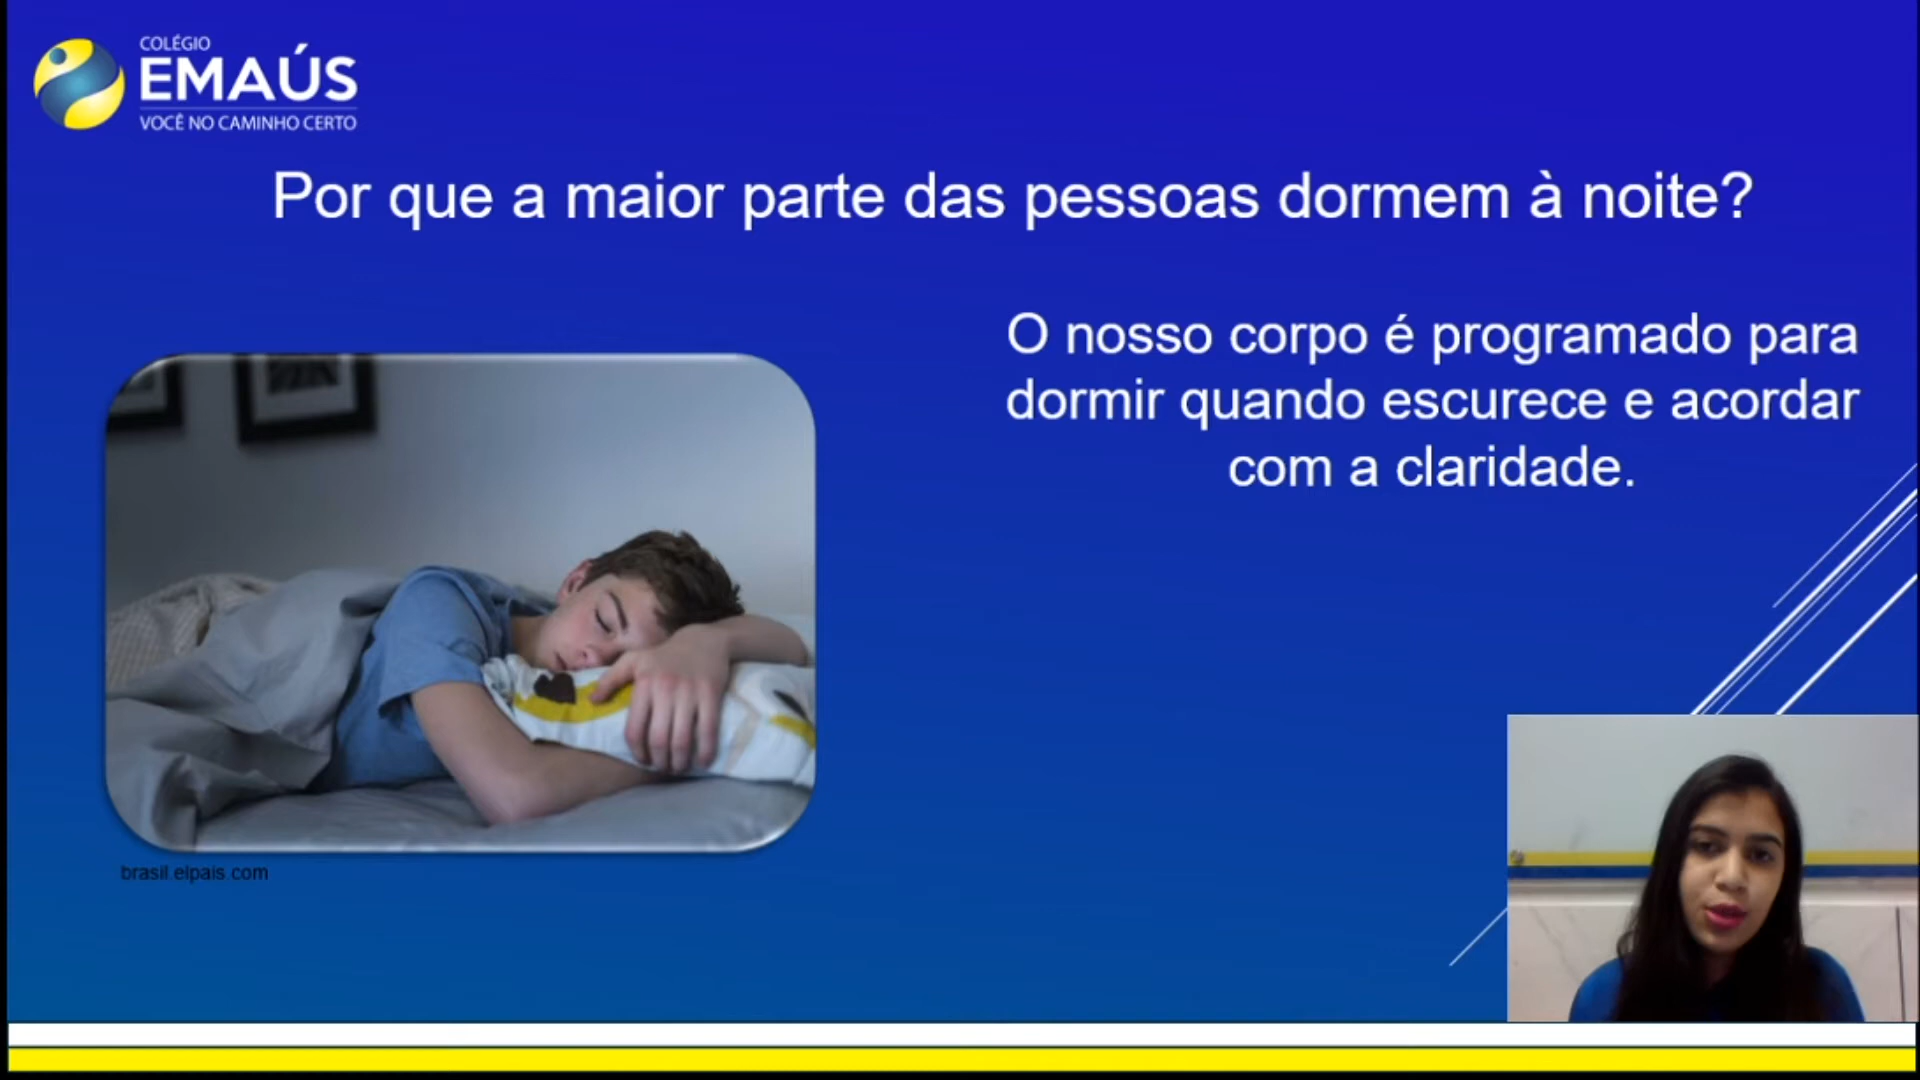 COLÉGIO
EMAÚS
VOCÊ NO CAMINHO CERTO
Por que a maior parte das pessoas dormem à noite?
O nosso corpo é programado para
dormir quando escurece e acordar
com a claridade.
brasil.elpais.com